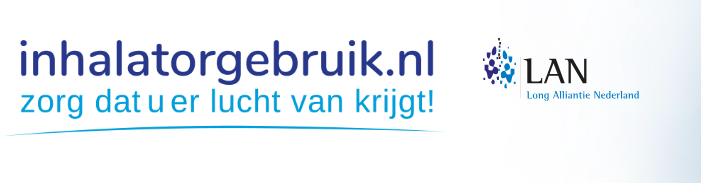 inhalatorgebruik.nl
zorg dat u er lucht van krijgt!
LAN
Long Alliantie Nederland